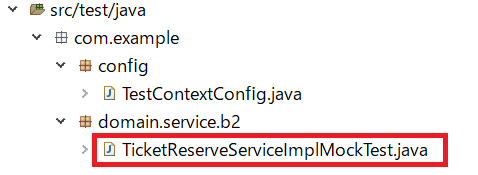 src/test/java
com.example
config
TestContextConfig.java
domain.service.b2
TicketReserveServiceImplMockTest.java